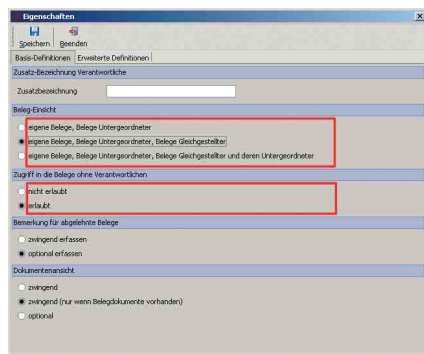 Eigenschaften
Speichern Beenden
Basis-Definitionen Erweiterte Definitionen
Zusatz-Bezeichnung Verantwortliche
Zusatzbezeichnung
Beleg-Einsicht
eigene Belege, Belege Untergeordneter
eigene Belege, Belege Untergeordneter, Belege Gleichgestellter
eigene Belege, Belege Untergeordneter, Belege Gleichgestellter und deren Untergeordneter
Zugriff in die Belege ohne Verantwortlichen
nicht erlaubt
erlaubt
Bemerkung für abgelehnte Belege
zwingend erfassen
optional erfassen
Dokumentenansicht
zwingend
zwingend (nur wenn Belegdokumente vorhanden)
optional